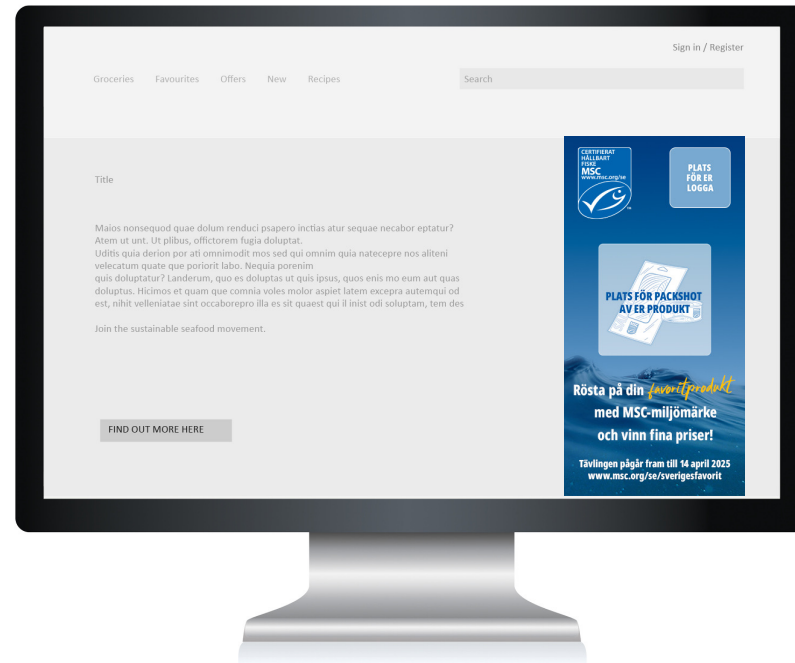 Sign in / Register
Groceries Favourites Offers New Recipes Search
Title
Maios nonsequod quae dolum renduci psapero inctias atur sequae necabor eptatur?
Atem ut unt. Ut plibus, offictorem fugia doluptat.
Uditis quia derion por ati omnimodit mos sed qui omnim quia natecepre nos aliteni
velecatum quate que poriorit labo. Nequia porenim
quis doluptatur? Landerum, quo es doluptas ut quis ipsus, quos enis mo eum aut quas
doluptus. Hicimos et quam que comnia voles molor aspiet latem excepra autemqui od
est, nihit velleniatae sint occaborepro illa es sit quaest qui il inist odi soluptam, tem des
Join the sustainable seafood movement.
FIND OUT MORE HERE
CERTIFIERAT
HÅLLBART
FISKE
MSC
www.msc.org/se
PLATS
FÖR ER
LOGGA
PLATS FÖR PACKSHOT
AV ER PRODUKT
Rösta på din favoritprodukt
med MSC-miljömärke
och vinn fina priser!
Tävlingen pågår fram till 14 april 2025
www.msc.org/se/sverigesfavorit